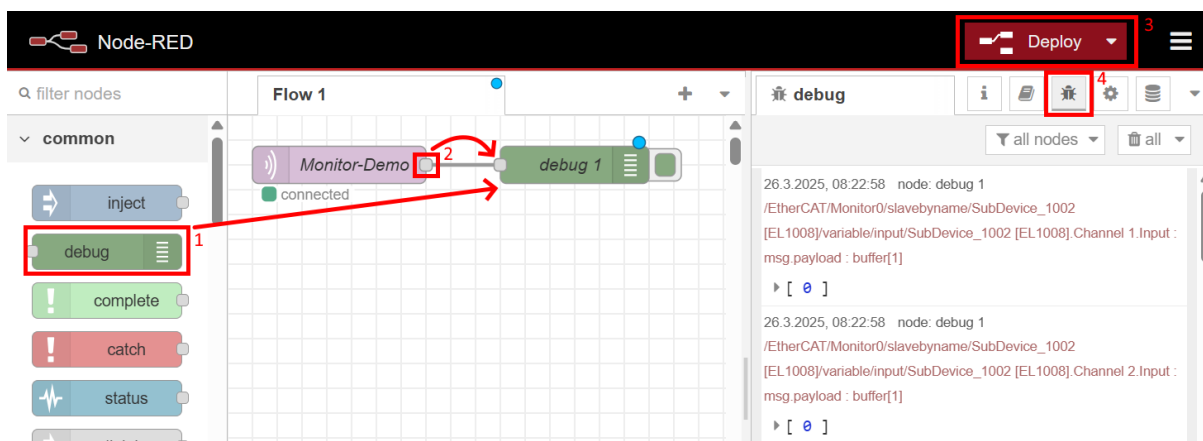 Node-RED
Deploy
3
filter nodes
Flow 1
debug
4
common
all nodes
all
inject
debug
1
complete
catch
status
Monitor-Demo
2
debug 1
connected
26.3.2025, 08:22:58 node: debug 1
/EtherCAT/Monitor0/slavebyname/SubDevice_1002
[EL1008]/variable/input/SubDevice_1002 [EL1008].Channel 1.Input :
msg.payload : buffer[1]
[ 0 ]
26.3.2025, 08:22:58 node: debug 1
/EtherCAT/Monitor0/slavebyname/SubDevice_1002
[EL1008]/variable/input/SubDevice_1002 [EL1008].Channel 2.Input :
msg.payload : buffer[1]
[ 0 ]